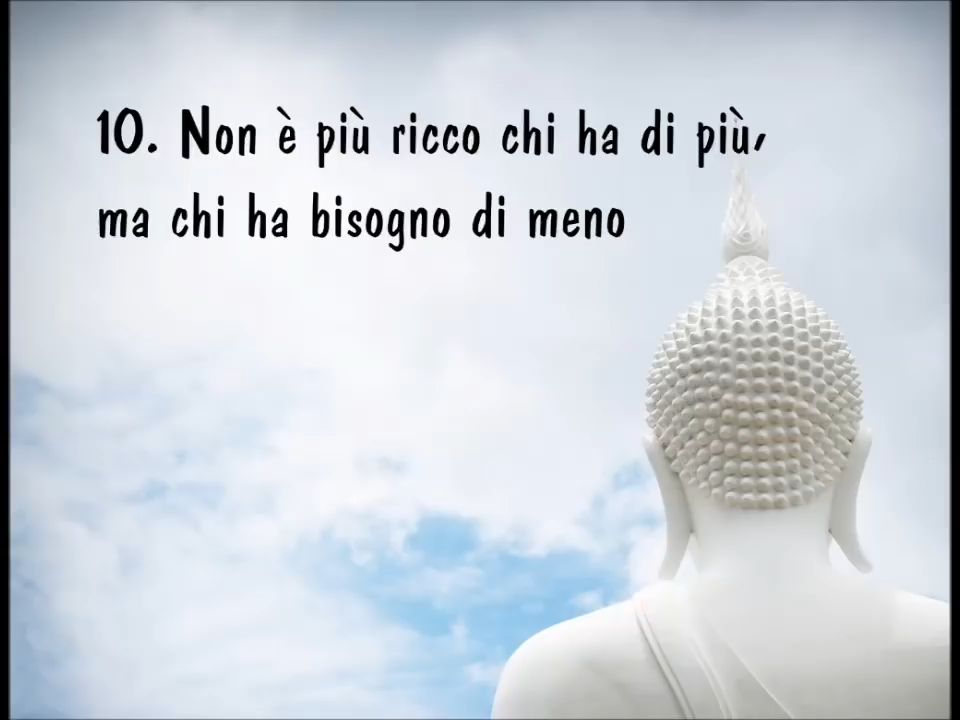 10. Non è più ricco chi ha di più,
ma chi ha bisogno di meno